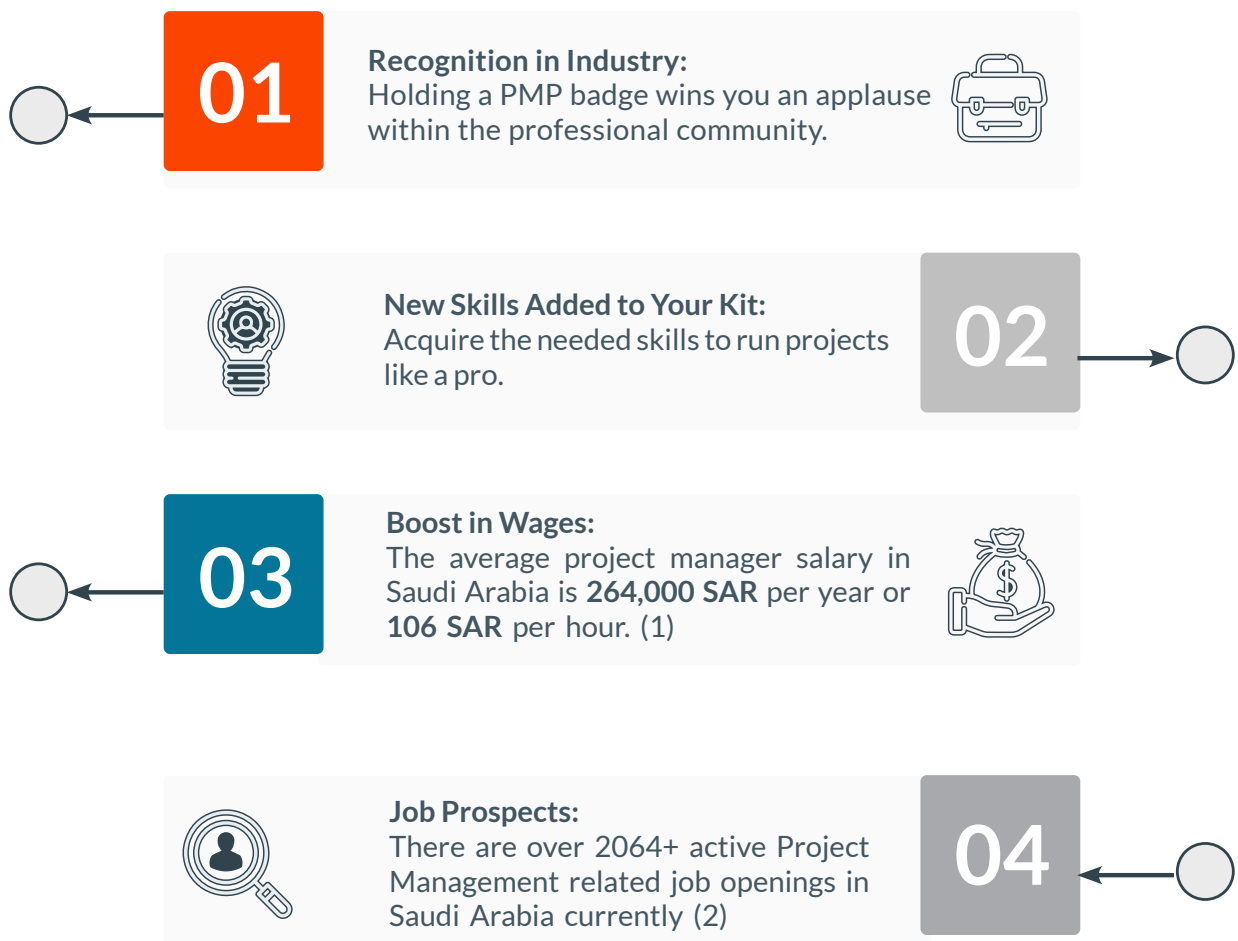 01
Recognition in Industry:
Holding a PMP badge wins you an applause
within the professional community.
New Skills Added to Your Kit:
Acquire the needed skills to run projects
like a pro.
02
03
Boost in Wages:
The average project manager salary in
Saudi Arabia is 264,000 SAR per year or
106 SAR per hour. (1)
$
Job Prospects:
There are over 2064+ active Project
Management related job openings in
Saudi Arabia currently (2)
04